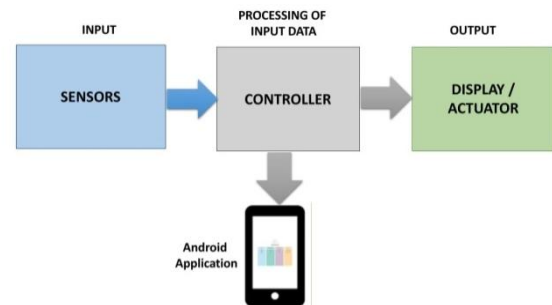 INPUT
PROCESSING OF
INPUT DATA
OUTPUT
SENSORS
CONTROLLER
DISPLAY /
ACTUATOR
Android
Application